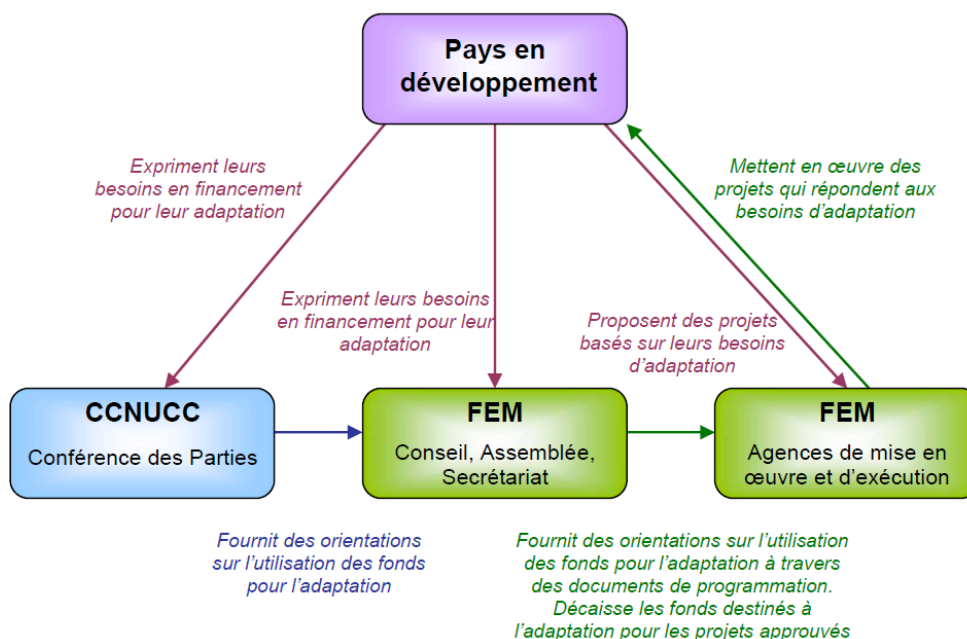 Pays en
développement
Expriment leurs
besoins en financement
pour leur adaptation
Mettent en œuvre des
projets qui répondent aux
besoins d'adaptation
Expriment leurs besoins
en financement pour leur
adaptation
Proposent des projets
basés sur leurs besoins
d'adaptation
CCNUCC
Conférence des Parties
FEM
Conseil, Assemblée,
Secrétariat
FEM
Agences de mise en
œuvre et d'exécution
Fournit des orientations
sur l'utilisation des fonds
pour l'adaptation
Fournit des orientations sur l'utilisation
des fonds pour l'adaptation à travers
des documents de programmation.
Décaisse les fonds destinés à
l'adaptation pour les projets approuvés